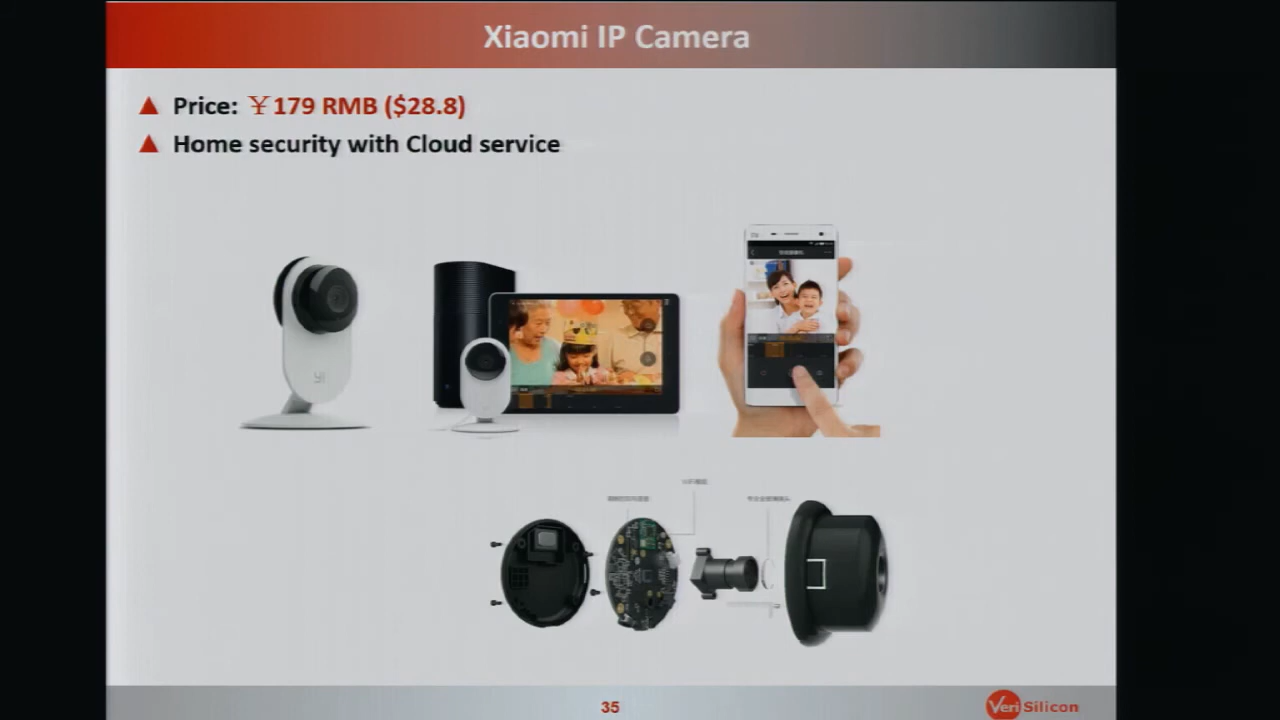 Xiaomi IP Camera
▲ Price: ￥179 RMB ($28.8)
▲ Home security with Cloud service
35
VeriSilicon